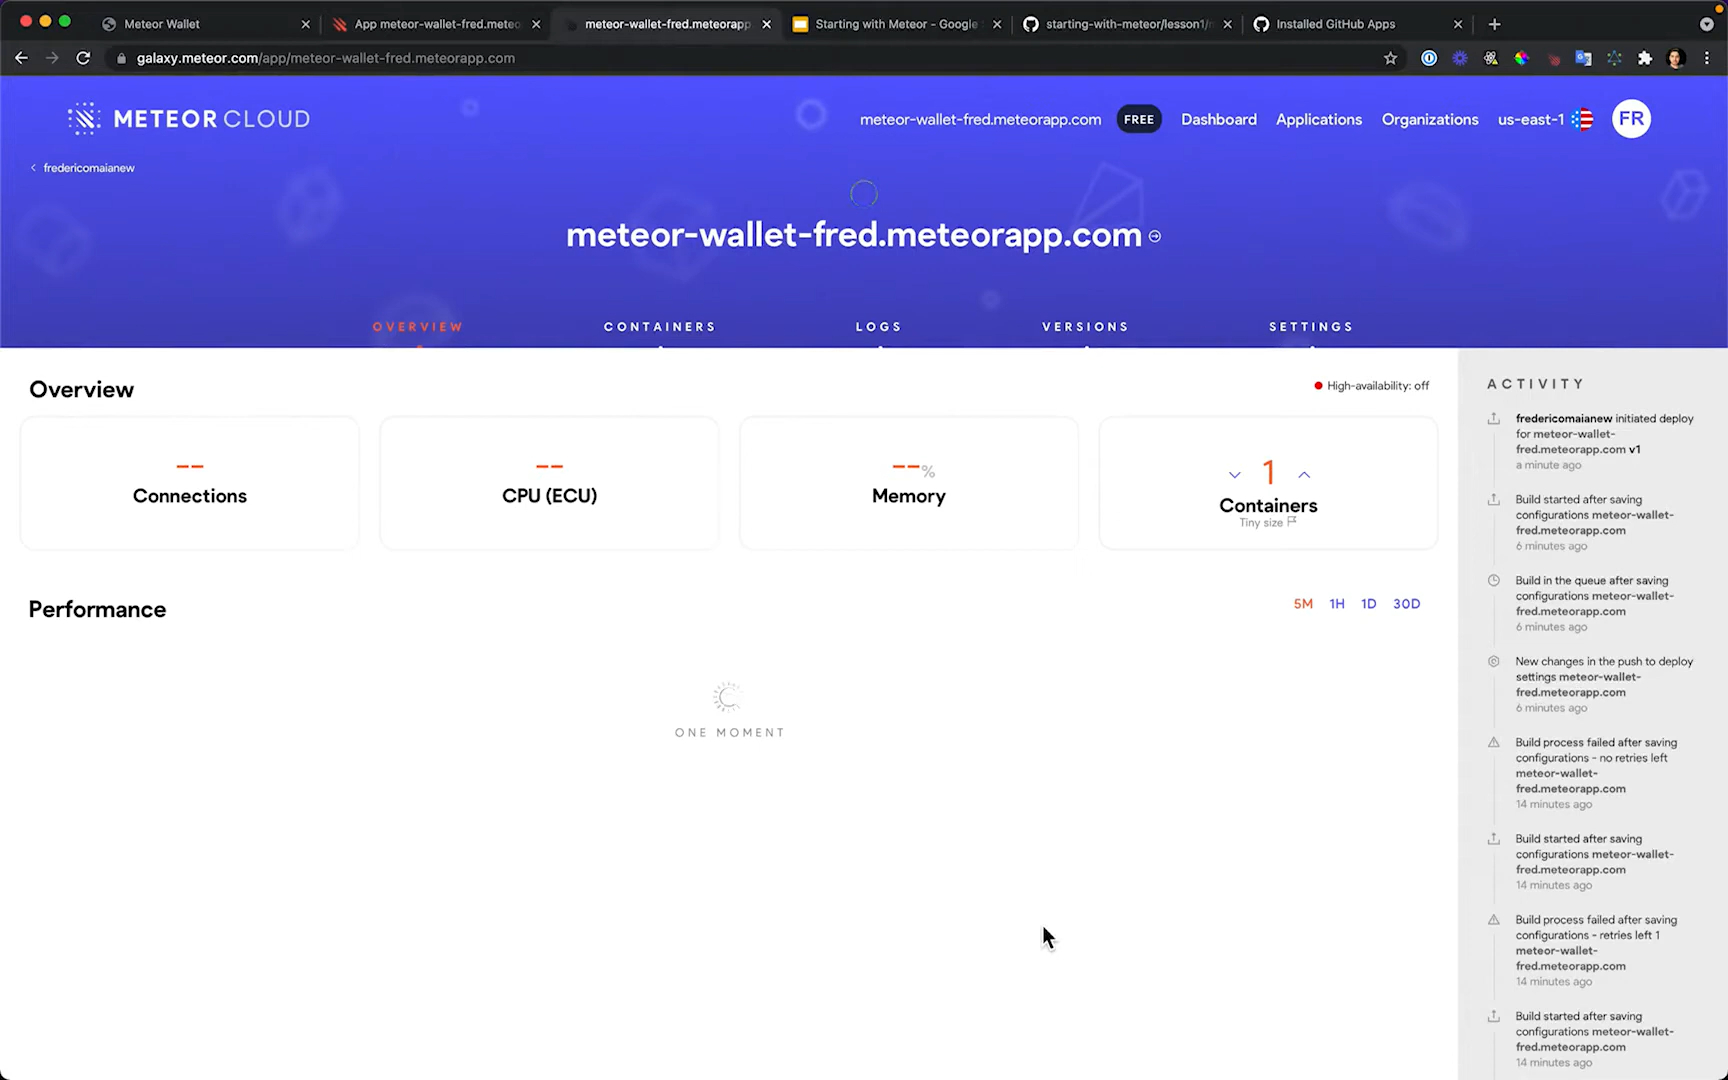 Meteor Wallet
App meteor-wallet-fred.meteo
meteor-wallet-fred.meteorapp
Starting with Meteor - Google
starting-with-meteor/lesson1/
Installed GitHub Apps
galaxy.meteor.com/app/meteor-wallet-fred.meteorapp.com
METEOR CLOUD
meteor-wallet-fred.meteorapp.com
FREE
Dashboard
Applications
Organizations
us-east-1
FR
fredericomaianew
meteor-wallet-fred.meteorapp.com
OVERVIEW
CONTAINERS
LOGS
VERSIONS
SETTINGS
Overview
High-availability: off
--
Connections
--
CPU (ECU)
--%
Memory
1
Containers
Tiny size
Performance
5M 1H 1D 30D
ONE MOMENT
ACTIVITY
fredericomaianew initiated deploy
for meteor-wallet-
fred.meteorapp.com v1
a minute ago
Build started after saving
configurations meteor-wallet-
fred.meteorapp.com
6 minutes ago
Build in the queue after saving
configurations meteor-wallet-
fred.meteorapp.com
6 minutes ago
New changes in the push to deploy
settings meteor-wallet-
fred.meteorapp.com
6 minutes ago
Build process failed after saving
configurations - no retries left
meteor-wallet-
fred.meteorapp.com
14 minutes ago
Build started after saving
configurations meteor-wallet-
fred.meteorapp.com
14 minutes ago
Build process failed after saving
configurations - retries left 1
meteor-wallet-
fred.meteorapp.com
14 minutes ago
Build started after saving
configurations meteor-wallet-
fred.meteorapp.com
14 minutes ago